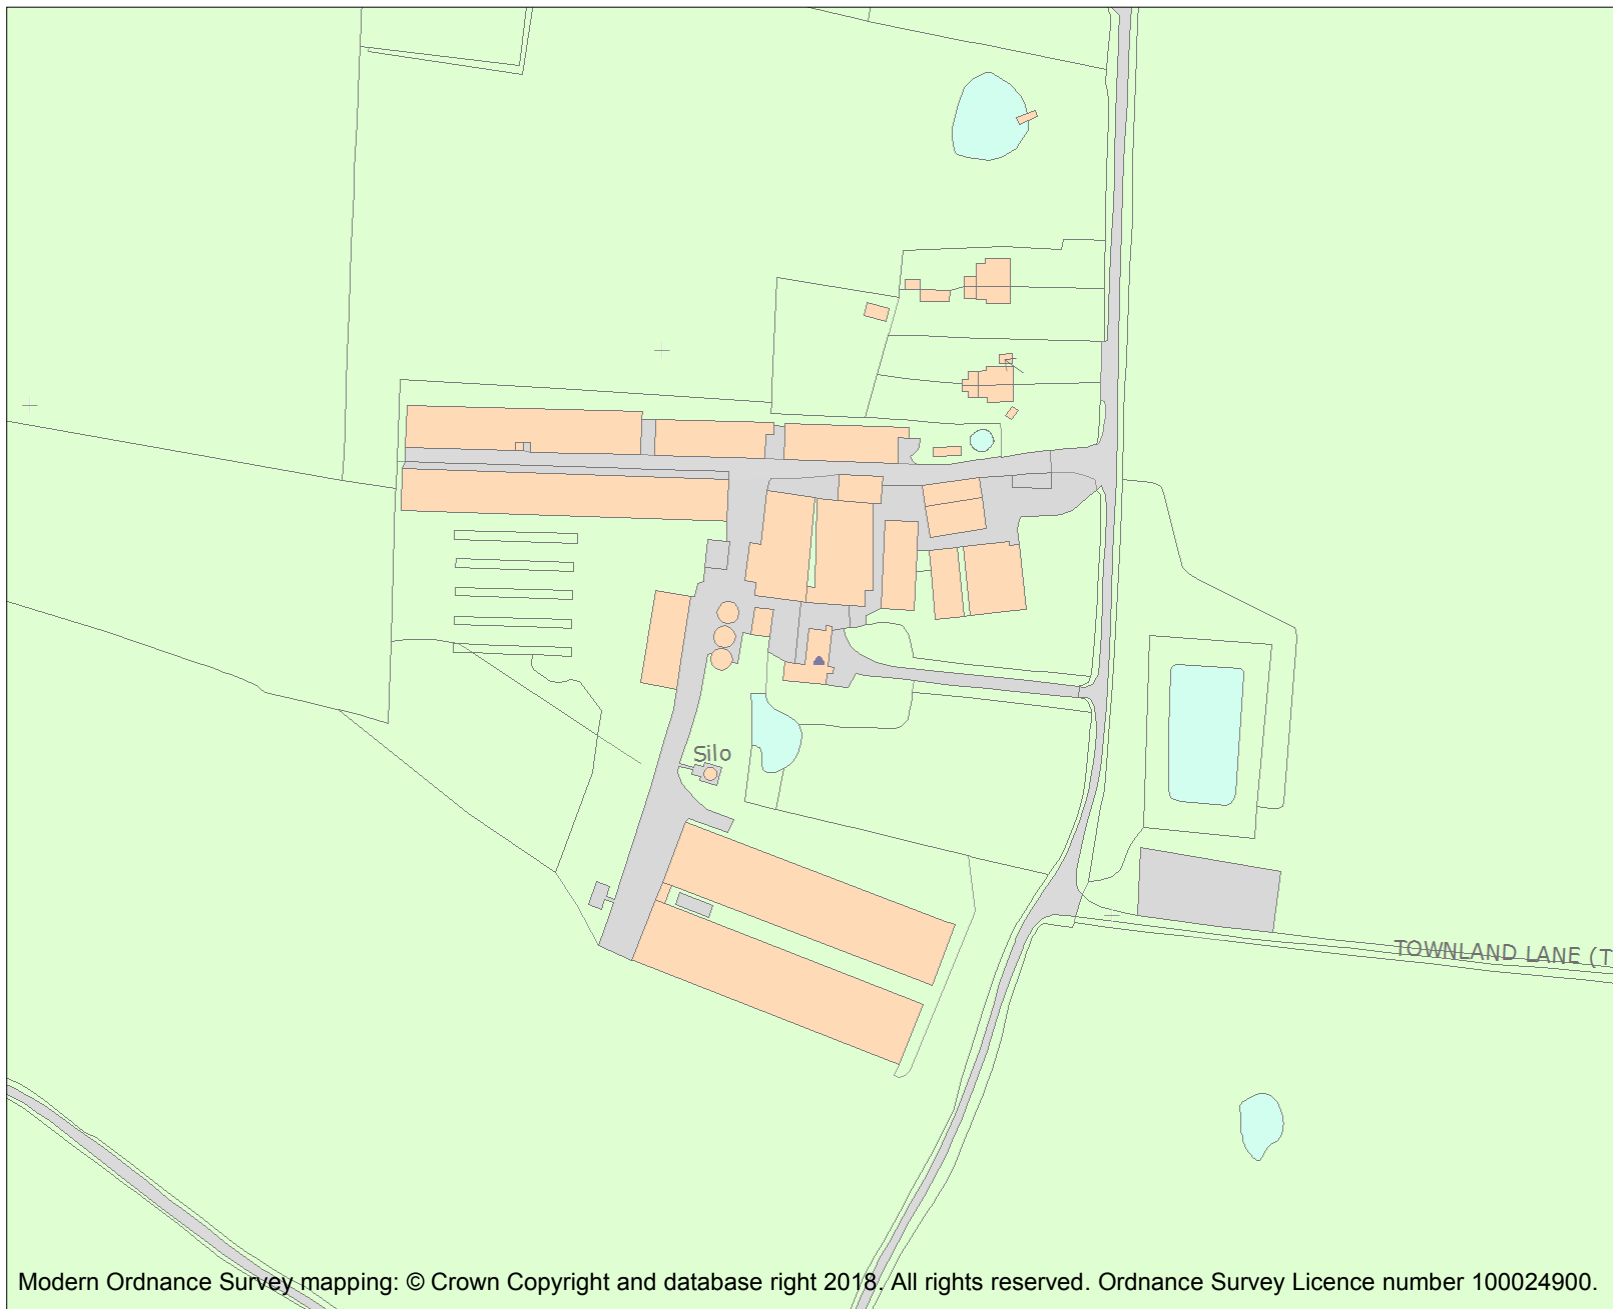 Silo
TOWNLAND LANE (T
Modern Ordnance Survey mapping: © Crown Copyright and database right 2018. All rights reserved. Ordnance Survey Licence number 100024900.